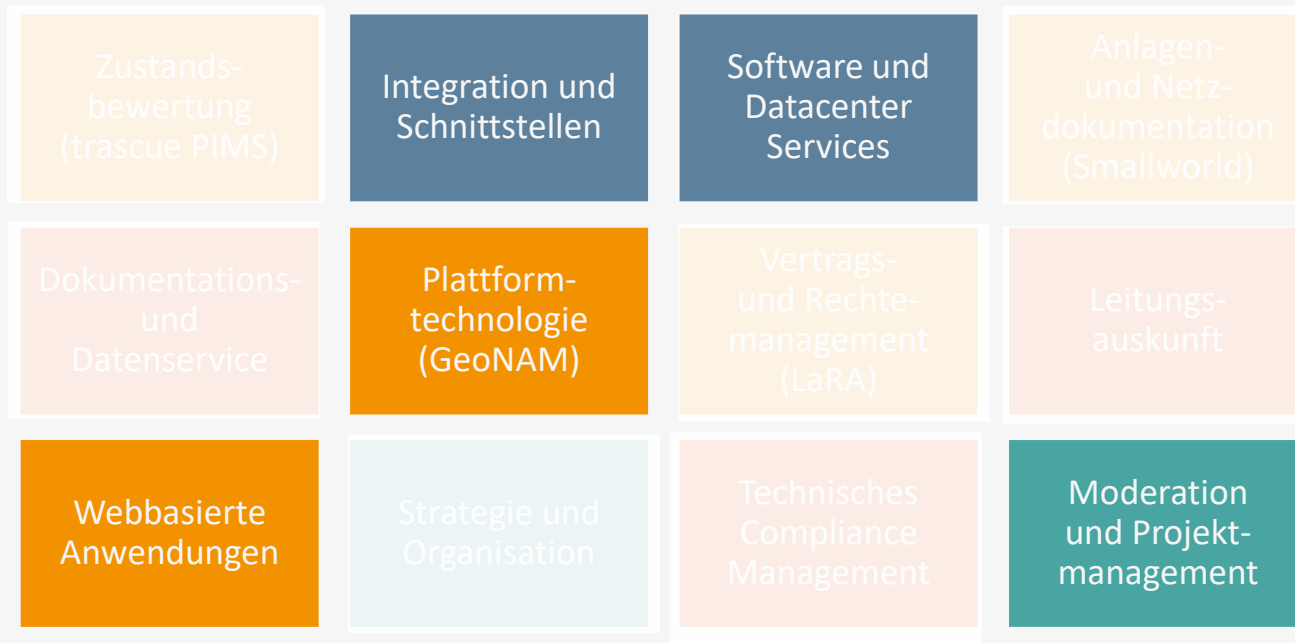 Zustands-
bewertung
(trascue PIMS)
Integration und
Schnittstellen
Software und
Datacenter
Services
Anlagen-
und Netz-
dokumentation
(Smallworld)
Dokumentations-
und
Datenservice
Plattform-
technologie
(GeoNAM)
Vertrags-
und Rechte-
management
(LaRA)
Leitungs-
auskunft
Webbasierte
Anwendungen
Strategie und
Organisation
Technisches
Compliance
Management
Moderation
und Projekt-
management